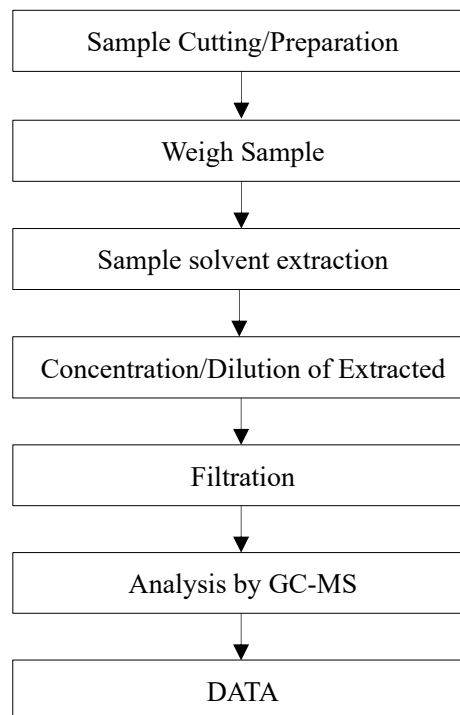 Sample Cutting/Preparation
Weigh Sample
Sample solvent extraction
Concentration/Dilution of Extracted
Filtration
Analysis by GC-MS
DATA